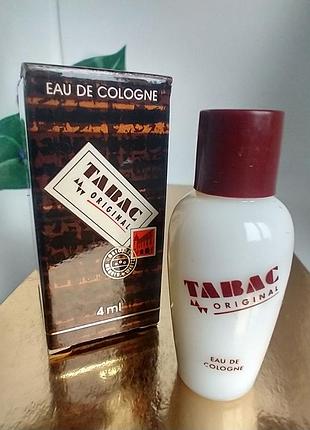 EAU DE COLOGNE
TABAC
ORIGINAL
4 ml
TABAC
ORIGINAL
EAU DE
COLOGNE